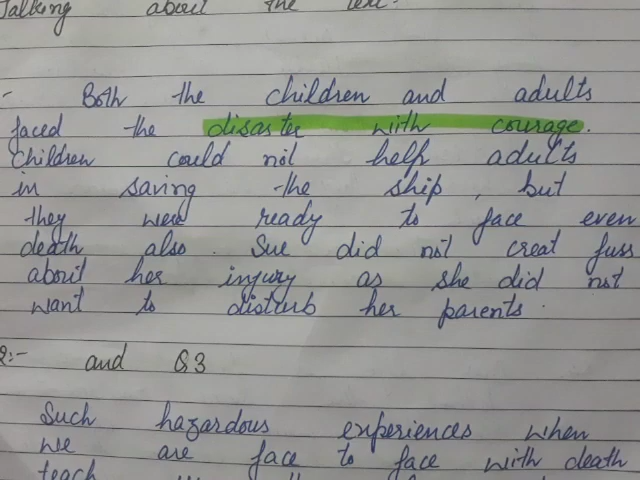 Talking about the text.
- Both the children and adults
faced the disaster with courage.
Children could not help adults
in saving the ship, but
they were ready to face even
death also. Sue did not creat fuss
about her injury as she did not
want to distrub her parents.
2:- and Q3
Such hazardous experiences when
we are face to face with death
teach